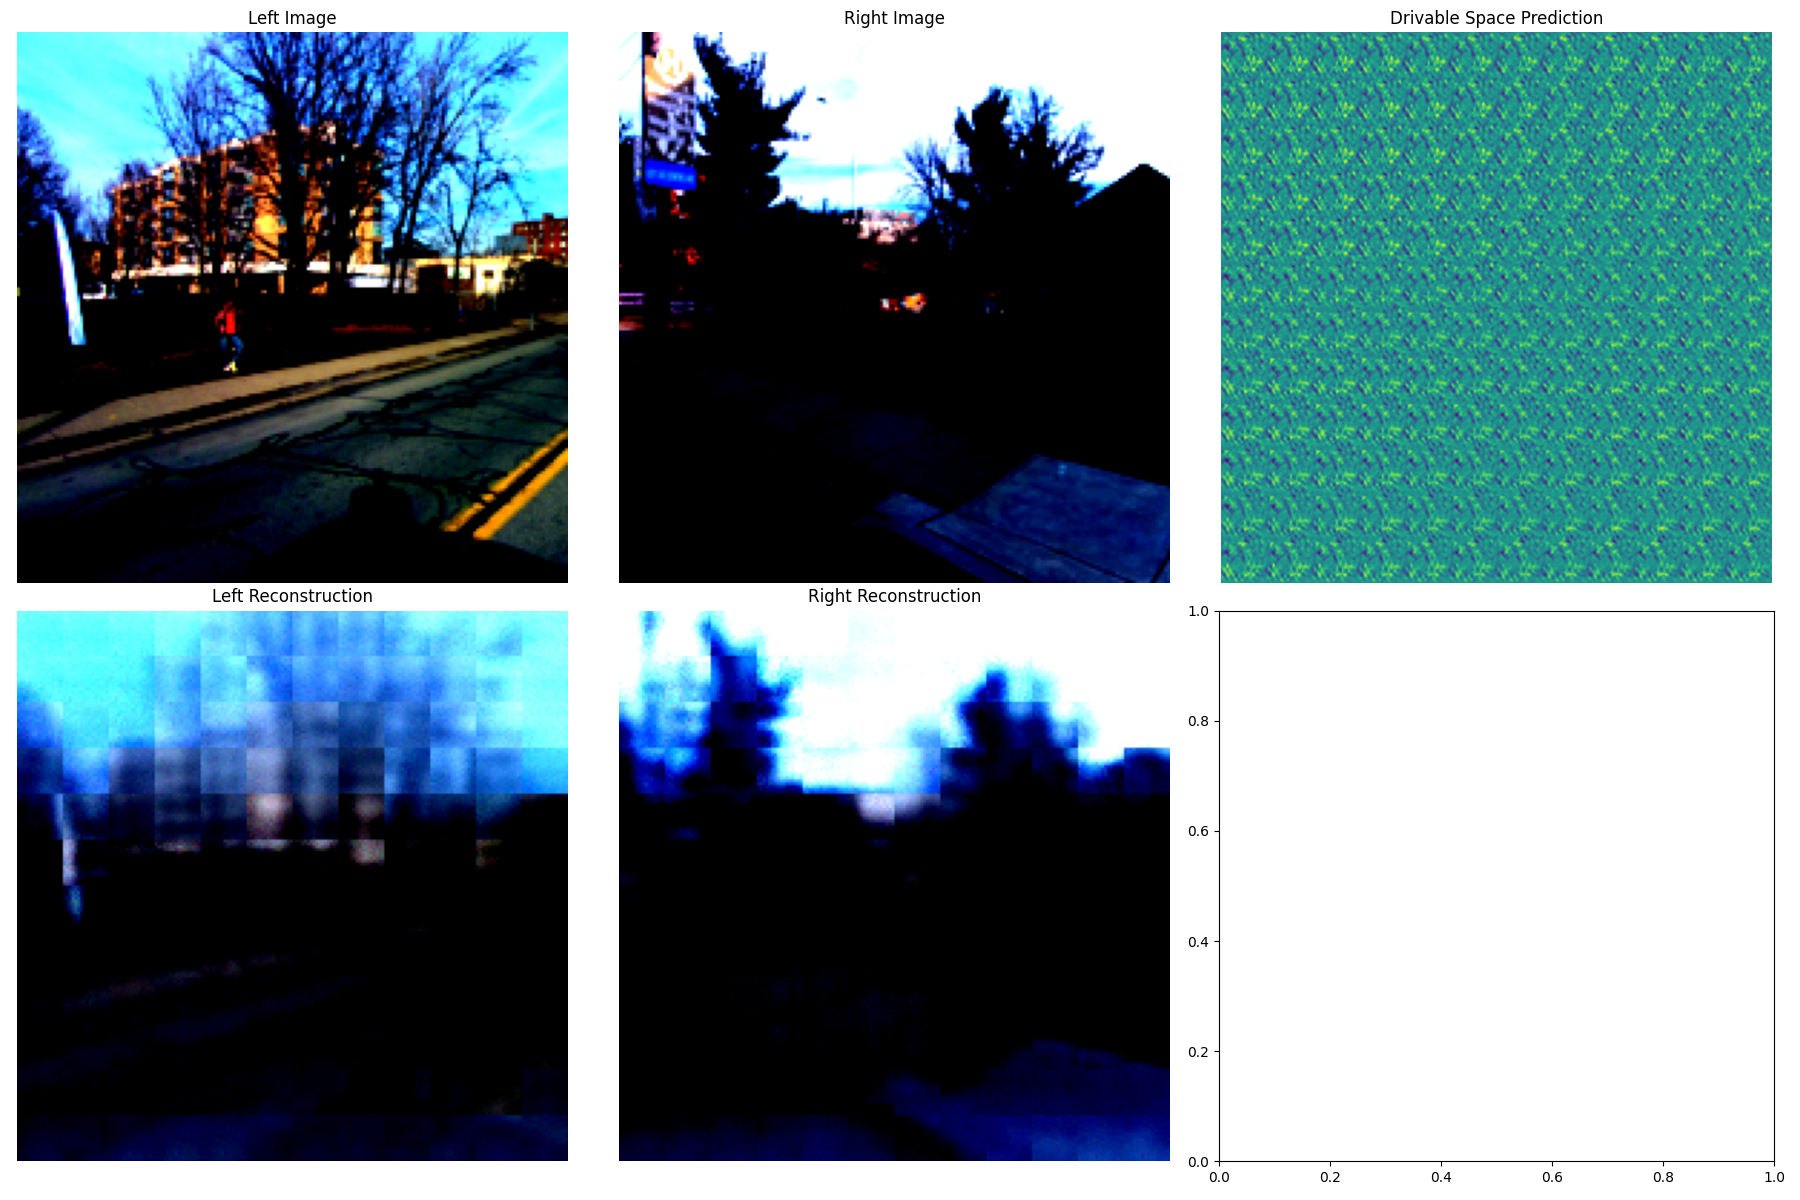 Left Image
Right Image
Drivable Space Prediction
Left Reconstruction
Right Reconstruction
1.0
0.8
0.6
0.4
0.2
0.0
0.0 0.2 0.4 0.6 0.8 1.0